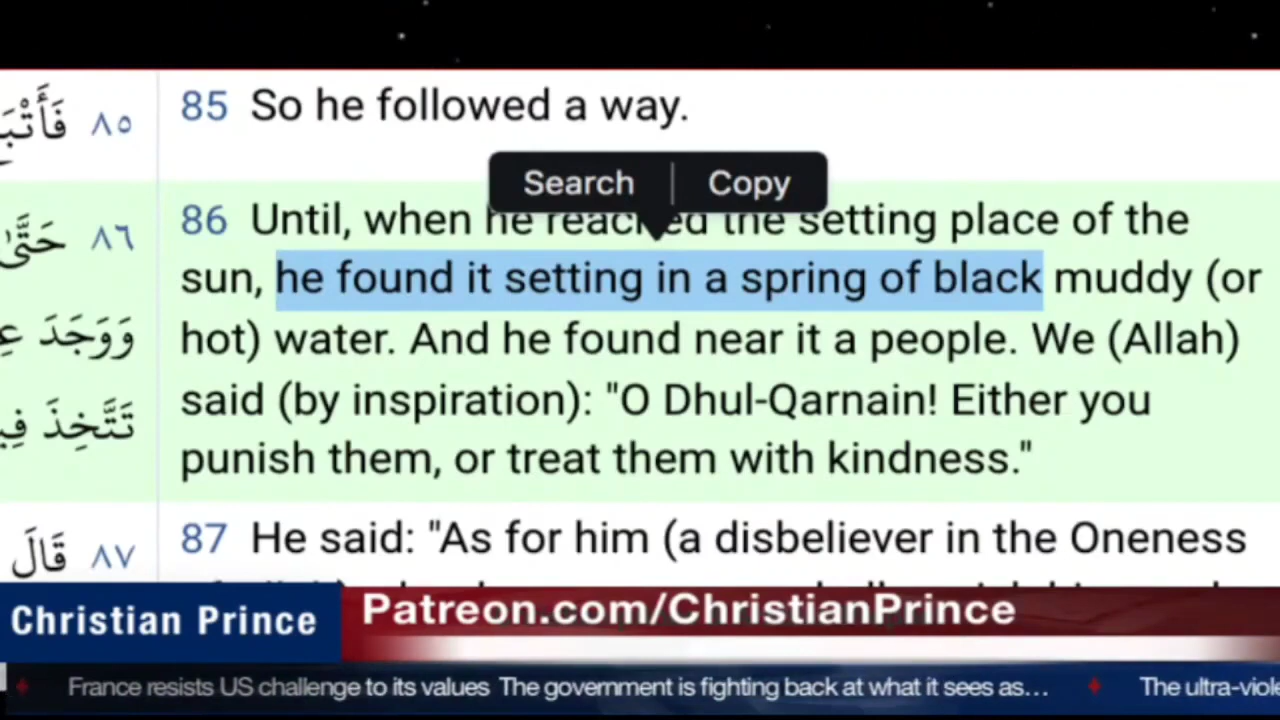 فَأَتْبَ ٨٥ 85 So he followed a way.
Search Copy
حَتَّىٰ ٨٦ 86 Until, when he reached the setting place of the
sun, he found it setting in a spring of black muddy (or
وَوَجَدَ hot) water. And he found near it a people. We (Allah)
said (by inspiration): "O Dhul-Qarnain! Either you
تَتَّخِذَ punish them, or treat them with kindness."
قَالَ ٨٧ 87 He said: "As for him (a disbeliever in the Oneness
Christian Prince
Patreon.com/ChristianPrince
France resists US challenge to its values The government is fighting back at what it sees as... The